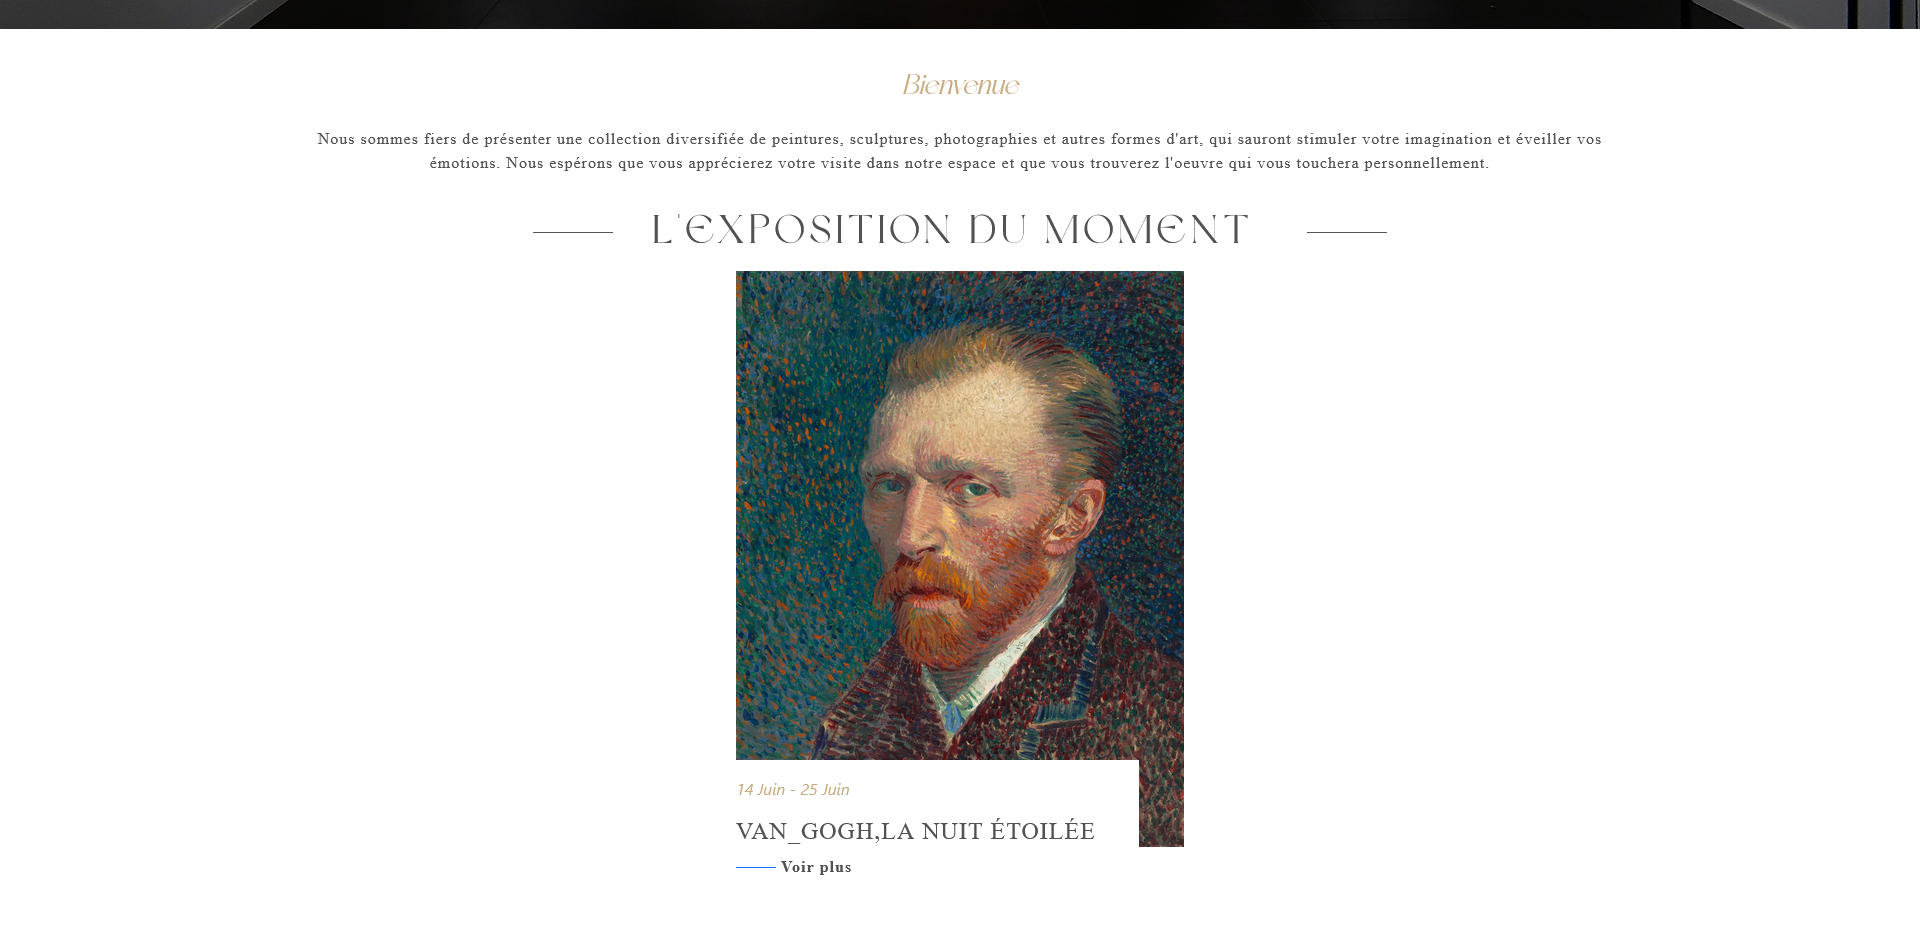 Bienvenue
Nous sommes fiers de présenter une collection diversifiée de peintures, sculptures, photographies et autres formes d'art, qui sauront stimuler votre imagination et éveiller vos
émotions. Nous espérons que vous apprécierez votre visite dans notre espace et que vous trouverez l'oeuvre qui vous touchera personnellement.
L'EXPOSITION DU MOMENT
14 Juin - 25 Juin
VAN_GOGH,LA NUIT ÉTOILÉE
Voir plus